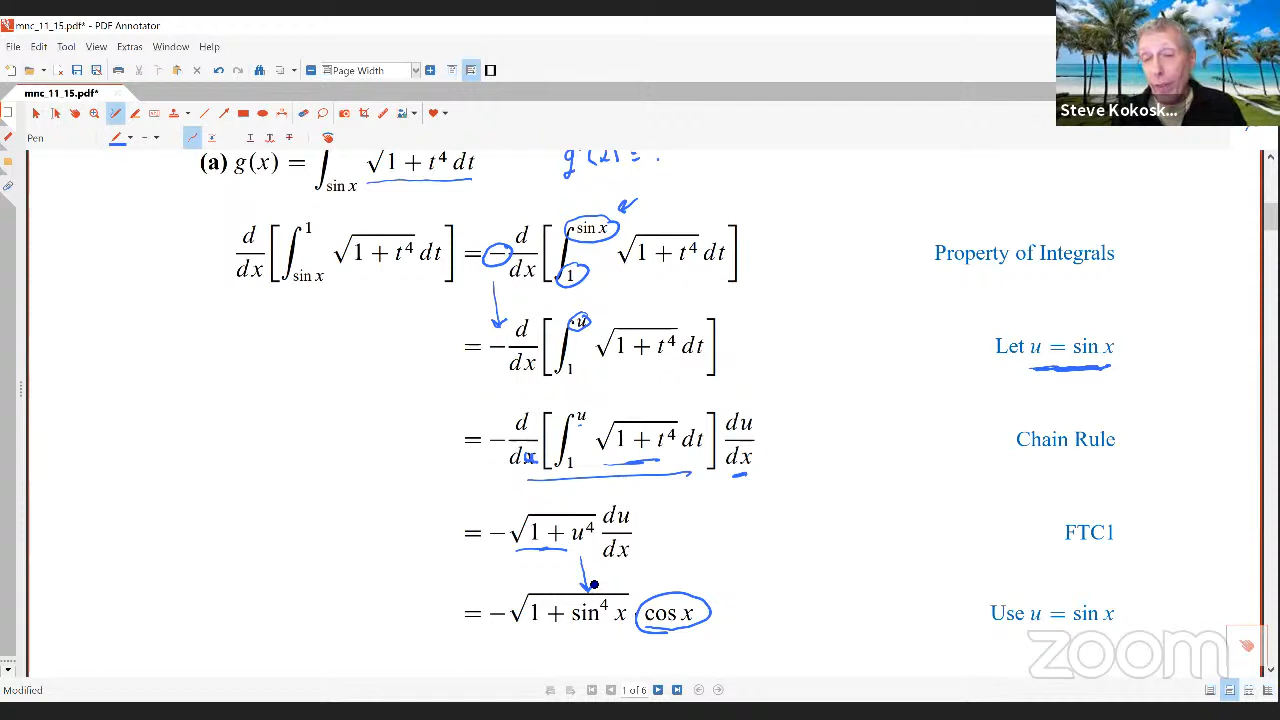 mnc_11_15.pdf* - PDF Annotator
File Edit Tool View Extras Window Help
Page Width
mnc_11_15.pdf*
Pen
Steve Kokosk...
(a) g(x) = ∫_{sin x} √(1 + t⁴) dt g'(x) = .
d/dx [∫_{sin x}^{1} √(1 + t⁴) dt] = − d/dx [∫_{1}^{sin x} √(1 + t⁴) dt] Property of Integrals
= − d/dx [∫_{1}^{u} √(1 + t⁴) dt] Let u = sin x
= − d/du [∫_{1}^{u} √(1 + t⁴) dt] du/dx Chain Rule
= −√(1 + u⁴) du/dx FTC1
= −√(1 + sin⁴ x) · cos x Use u = sin x
zoom
Modified
1 of 6